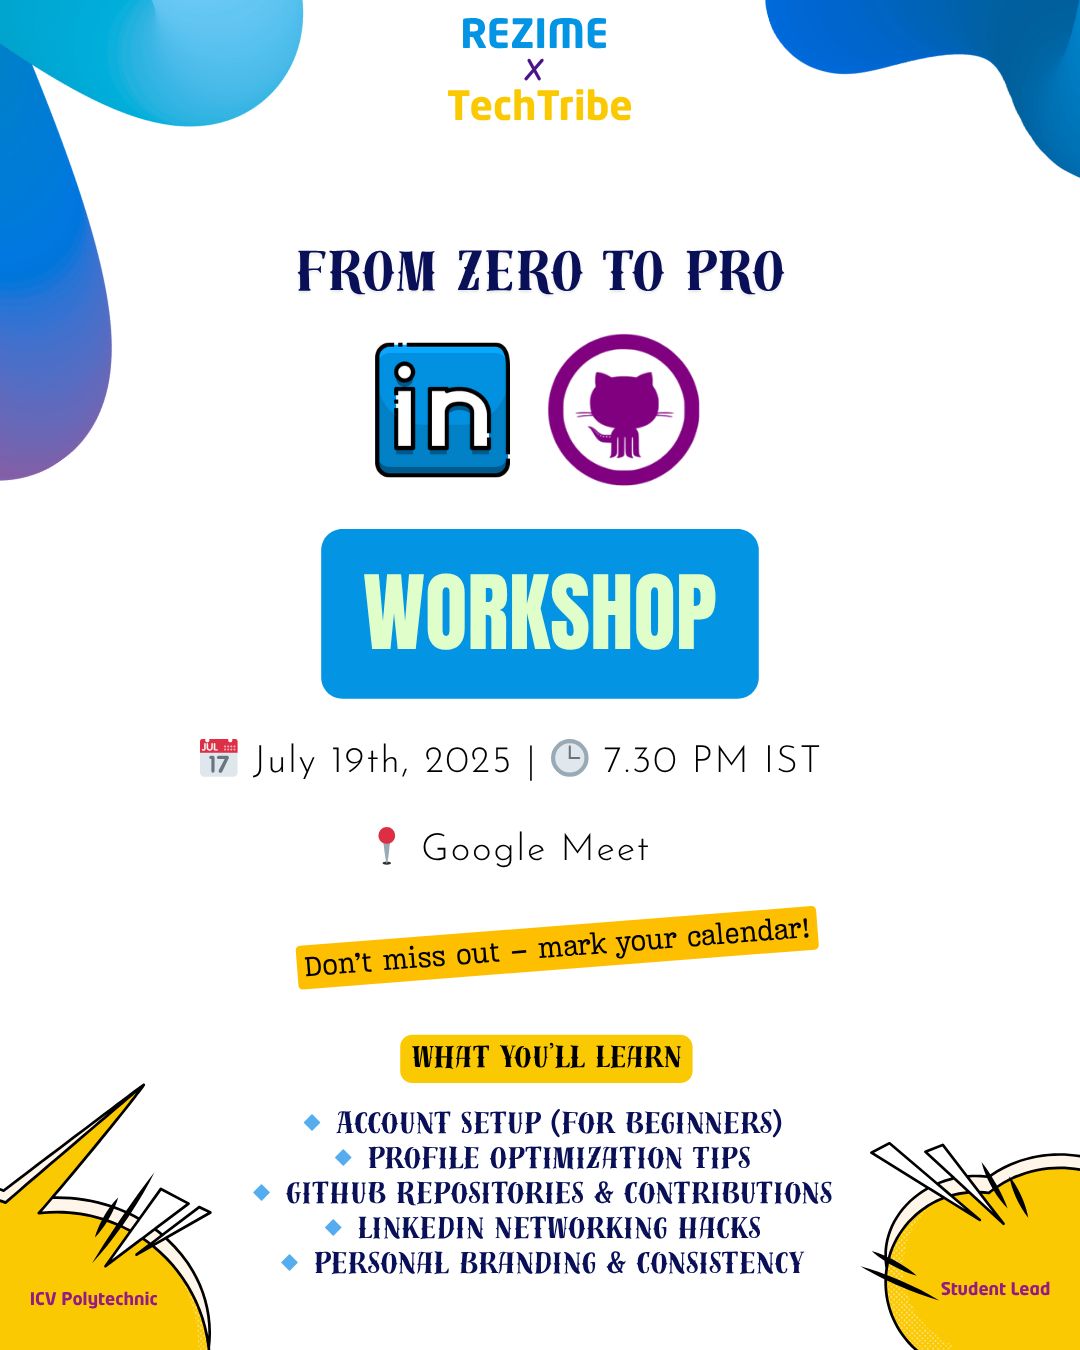 REZIME
X
TechTribe
FROM ZERO TO PRO
in
WORKSHOP
📅 July 19th, 2025 | 🕒 7.30 PM IST
📍 Google Meet
Don't miss out – mark your calendar!
WHAT YOU'LL LEARN
🔹 ACCOUNT SETUP (FOR BEGINNERS)
🔹 PROFILE OPTIMIZATION TIPS
🔹 GITHUB REPOSITORIES & CONTRIBUTIONS
🔹 LINKEDIN NETWORKING HACKS
🔹 PERSONAL BRANDING & CONSISTENCY
ICV Polytechnic
Student Lead